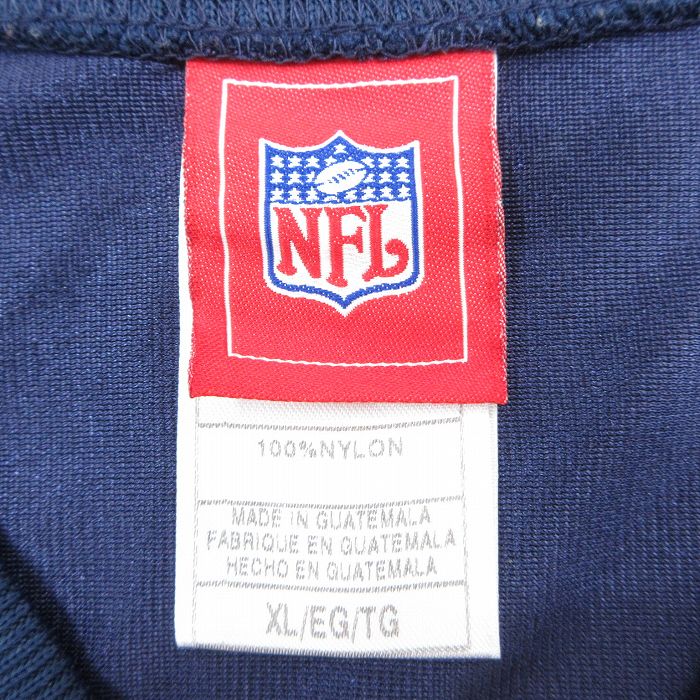 NFL
100%NYLON
MADE IN GUATEMALA
FABRIQUE EN GUATEMALA
HECHO EN GUATEMALA
XL/EG/TG